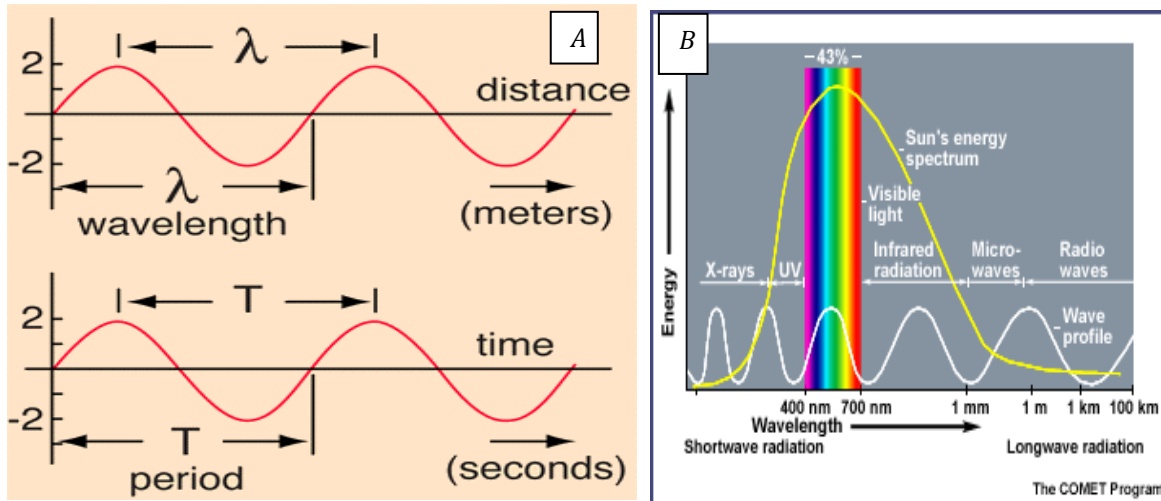 A
λ
2
distance
-2
λ
wavelength
(meters)
T
2
time
-2
T
period
(seconds)
B
43%
Sun's energy
spectrum
Visible
light
X-rays
UV
Infrared
radiation
Micro-
waves
Radio
waves
Wave
profile
Energy
400 nm
700 nm
1 mm
1 m
1 km
100 km
Wavelength
Shortwave radiation
Longwave radiation
The COMET Program